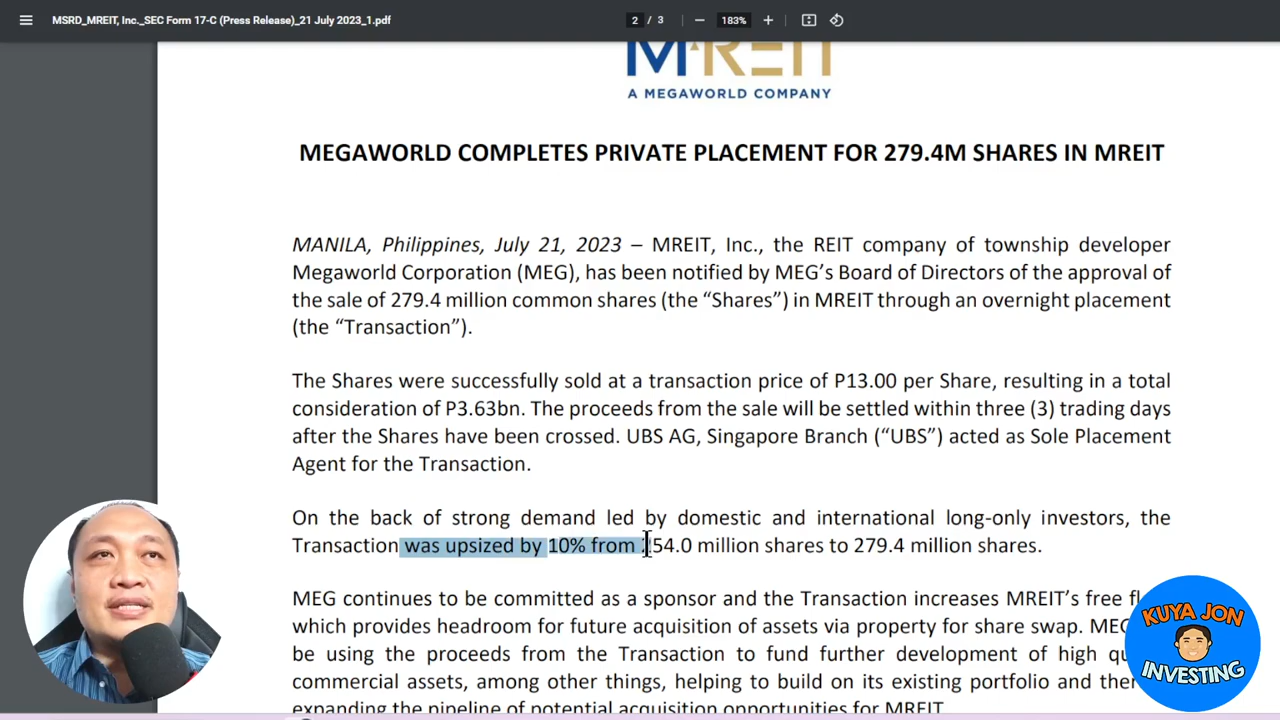 MSRD_MREIT, Inc._SEC Form 17-C (Press Release)_21 July 2023_1.pdf
2 / 3
183%
MREIT
A MEGAWORLD COMPANY
MEGAWORLD COMPLETES PRIVATE PLACEMENT FOR 279.4M SHARES IN MREIT
MANILA, Philippines, July 21, 2023 – MREIT, Inc., the REIT company of township developer
Megaworld Corporation (MEG), has been notified by MEG’s Board of Directors of the approval of
the sale of 279.4 million common shares (the “Shares”) in MREIT through an overnight placement
(the “Transaction”).
The Shares were successfully sold at a transaction price of P13.00 per Share, resulting in a total
consideration of P3.63bn. The proceeds from the sale will be settled within three (3) trading days
after the Shares have been crossed. UBS AG, Singapore Branch (“UBS”) acted as Sole Placement
Agent for the Transaction.
On the back of strong demand led by domestic and international long-only investors, the
Transaction was upsized by 10% from 254.0 million shares to 279.4 million shares.
MEG continues to be committed as a sponsor and the Transaction increases MREIT’s free
which provides headroom for future acquisition of assets via property for share swap.
be using the proceeds from the Transaction to fund further development of high
commercial assets, among other things, helping to build on its existing portfolio and
expanding the pipeline of potential acquisition opportunities for MREIT.
KUYA JON
INVESTING